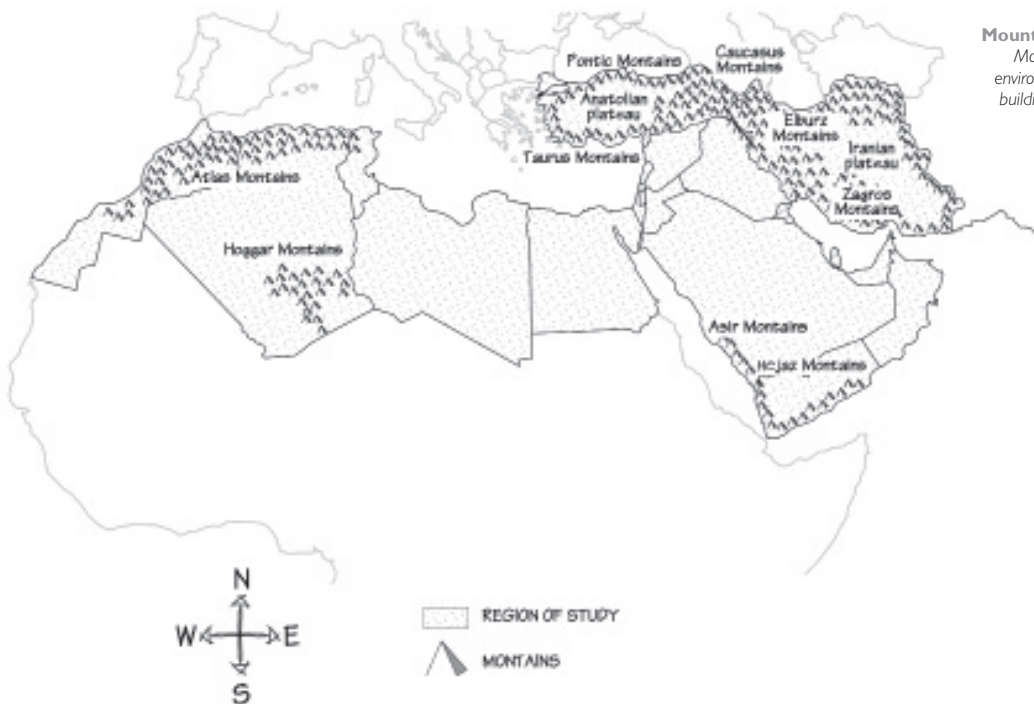 Mount
Mo
enviro
buildi
Pontic Montains
Caucasus
Montains
Anatolian
plateau
Elburz
Montains
Iranian
plateau
Taurus Montains
Zagros
Montains
Atlas Montains
Hoggar Montains
Asir Montains
Hejaz Montains
N
W E
S
REGION OF STUDY
MONTAINS